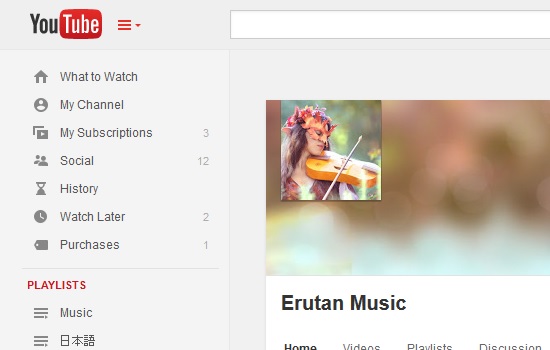 YouTube
What to Watch
My Channel
My Subscriptions 3
Social 12
History
Watch Later 2
Purchases 1
PLAYLISTS
Music
日本語
Erutan Music
Home Videos Playlists Discussion